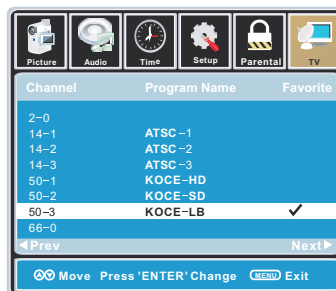 Picture Audio Time Setup Parental TV
Channel Program Name Favorite
2-0
14-1 ATSC-1
14-2 ATSC-2
14-3 ATSC-3
50-1 KOCE-HD
50-2 KOCE-SD
50-3 KOCE-LB ✓
66-0
◀Prev Next▶
Move Press 'ENTER' Change MENU Exit